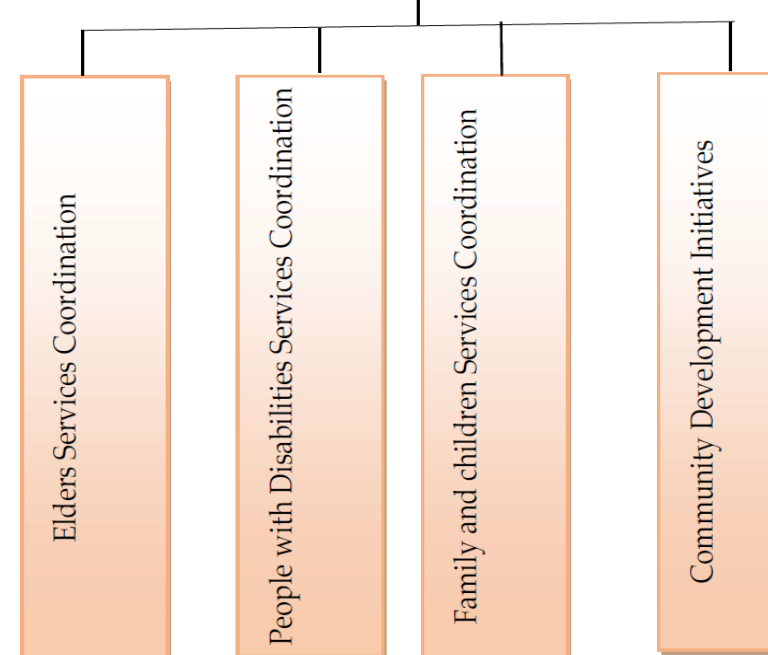 Elders Services Coordination
People with Disabilities Services Coordination
Family and children Services Coordination
Community Development Initiatives